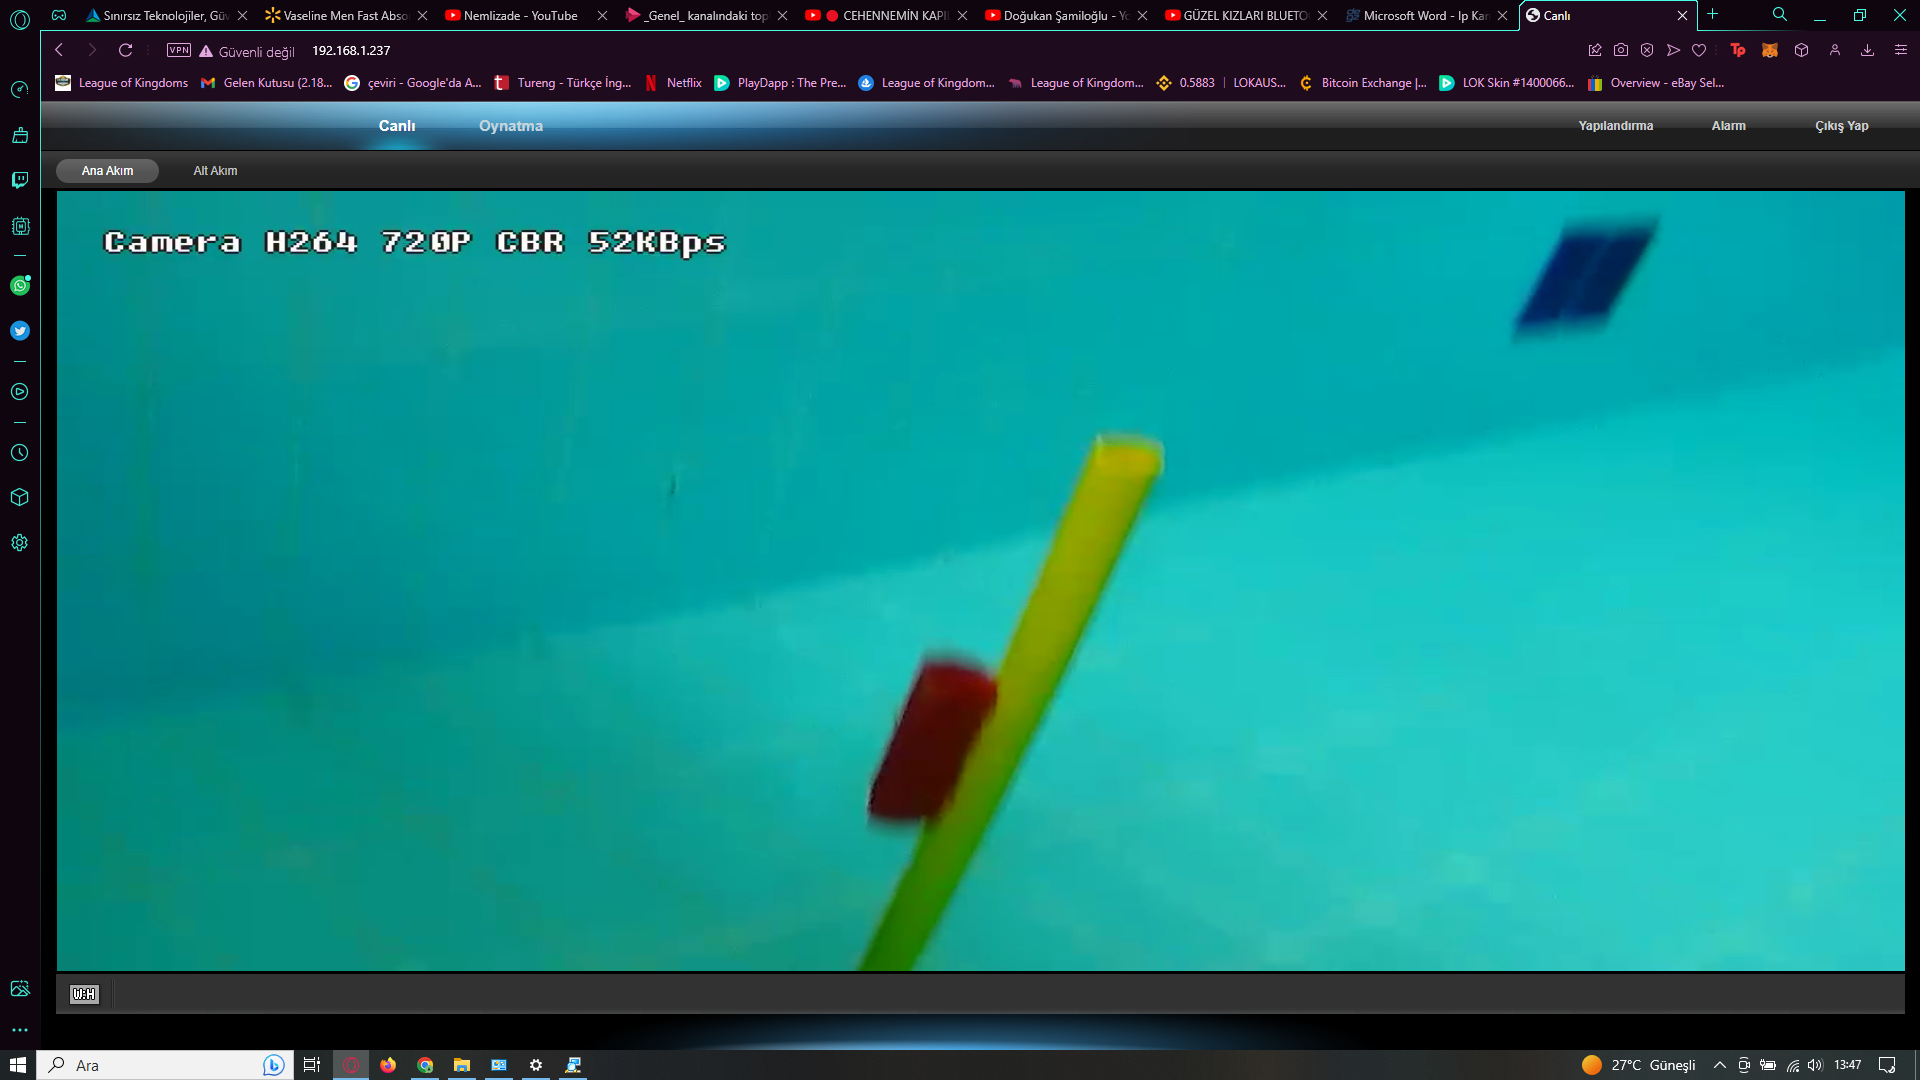 Sınırsız Teknolojiler, Gü
Vaseline Men Fast Abso
Nemlizade - YouTube
_Genel_ kanalındaki top
CEHENNEMİN KAPI
Doğukan Şamiloğlu - Yo
GÜZEL KIZLARI BLUETO
Microsoft Word - Ip Kar
Canlı
VPN
Güvenli değil
192.168.1.237
League of Kingdoms
Gelen Kutusu (2.18...
çeviri - Google'da A...
Tureng - Türkçe İng...
Netflix
PlayDapp : The Pre...
League of Kingdom...
League of Kingdom...
0.5883 | LOKAUS...
Bitcoin Exchange |...
LOK Skin #1400066...
Overview - eBay Sel...
Canlı
Oynatma
Yapılandırma
Alarm
Çıkış Yap
Ana Akım
Alt Akım
Camera H264 720P CBR 52KBps
W:H
Ara
27°C Güneşli
13:47